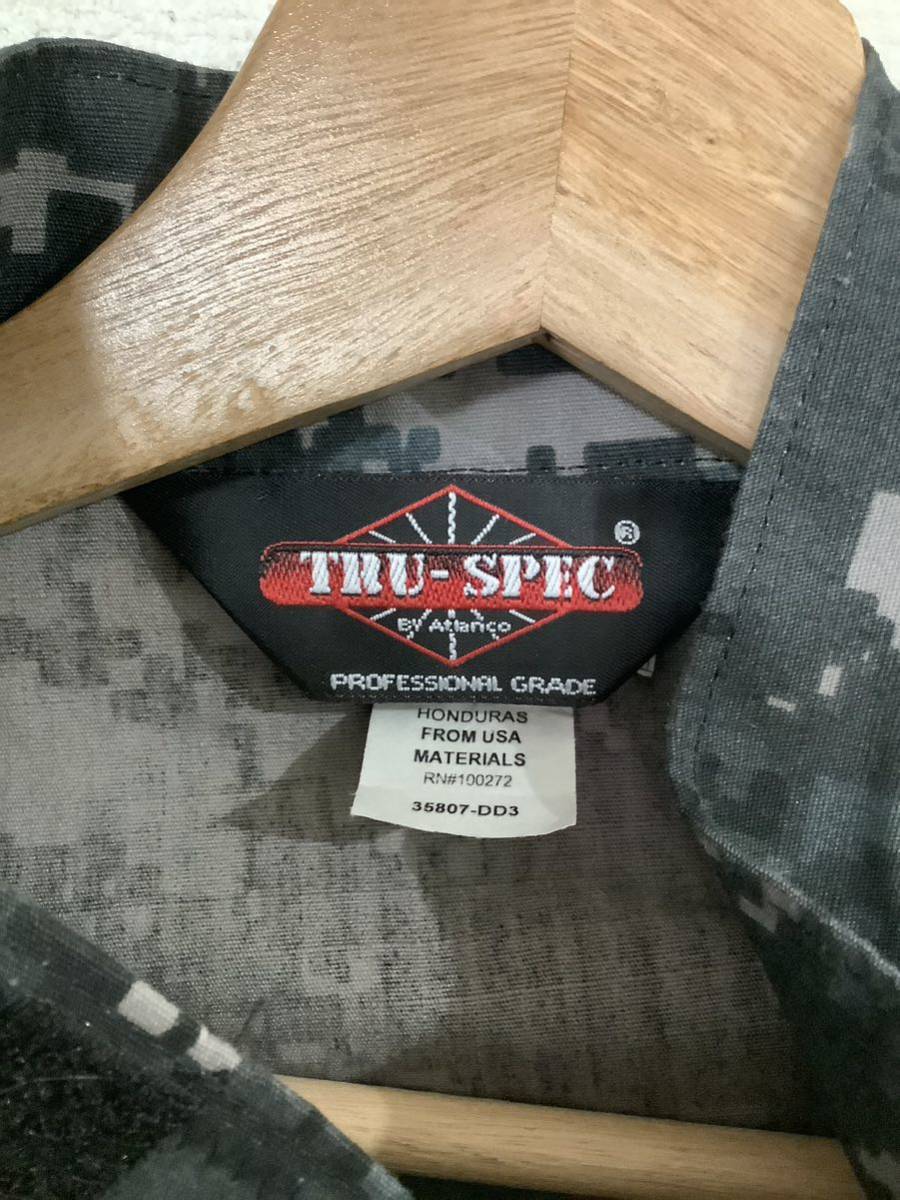 TRU-SPEC®
BY Atlanco
PROFESSIONAL GRADE
HONDURAS
FROM USA
MATERIALS
RN#100272
35807-DD3